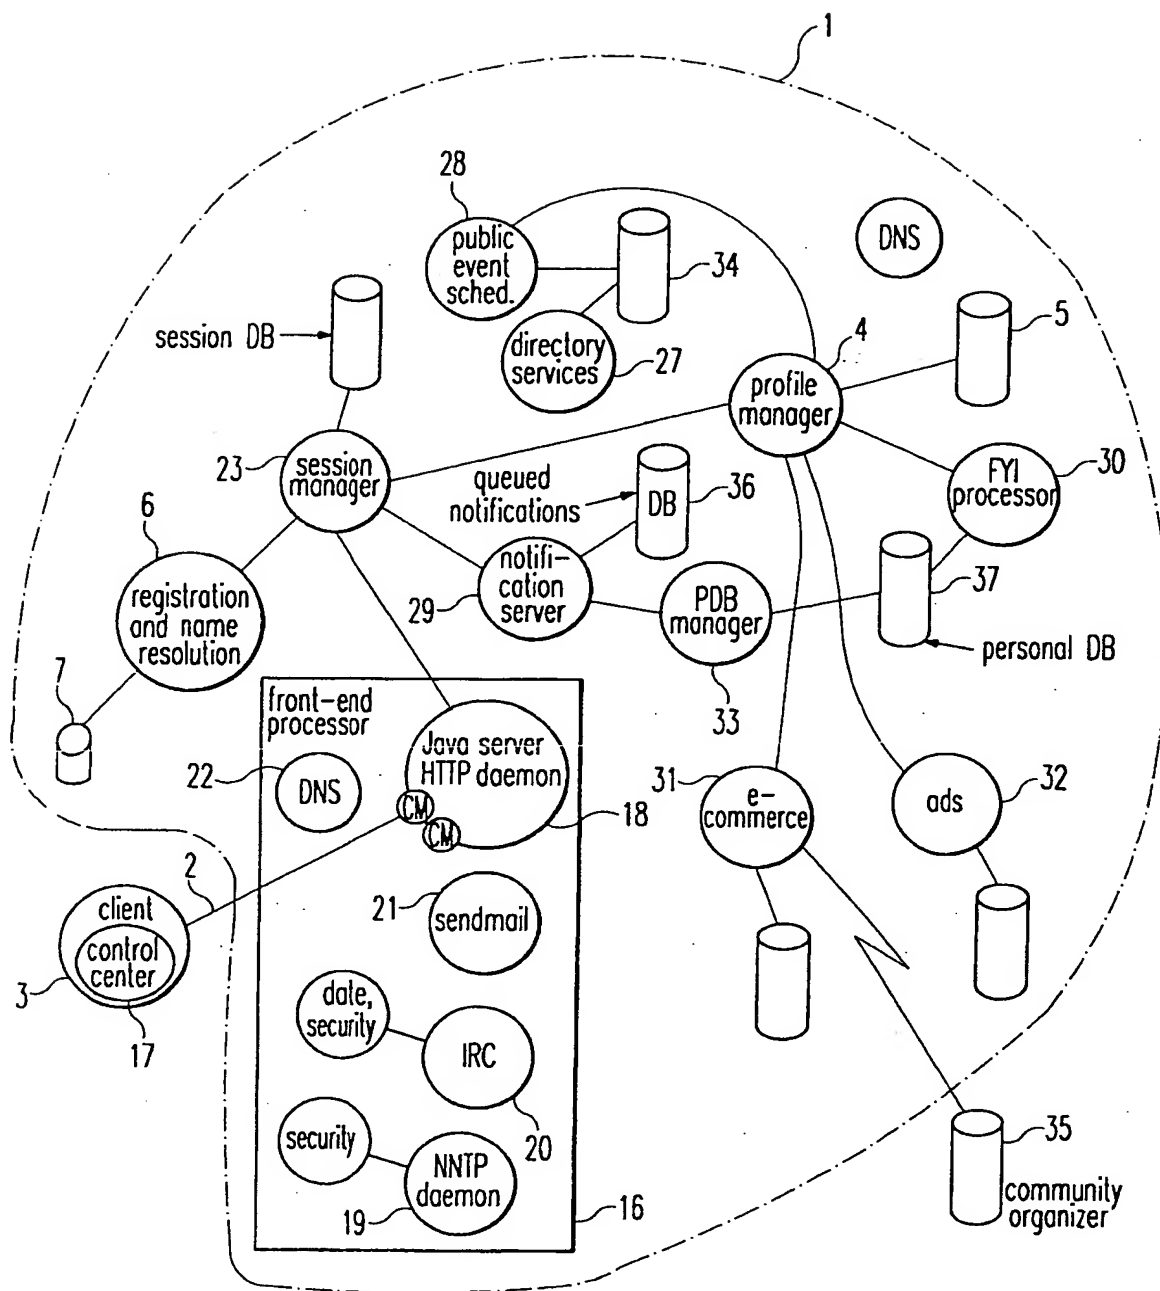 1
28
public
event
sched.
34
DNS
session DB
directory
services
27
4
5
profile
manager
23
session
manager
queued
notifications
DB
36
FYI
processor
30
6
registration
and name
resolution
notifi-
cation
server
29
PDB
manager
33
37
personal DB
7
front-end
processor
22
DNS
Java server
HTTP daemon
CM
CM
18
31
e-
commerce
32
ads
2
client
control
center
3
17
21
sendmail
date,
security
IRC
20
security
NNTP
daemon
19
16
35
community
organizer